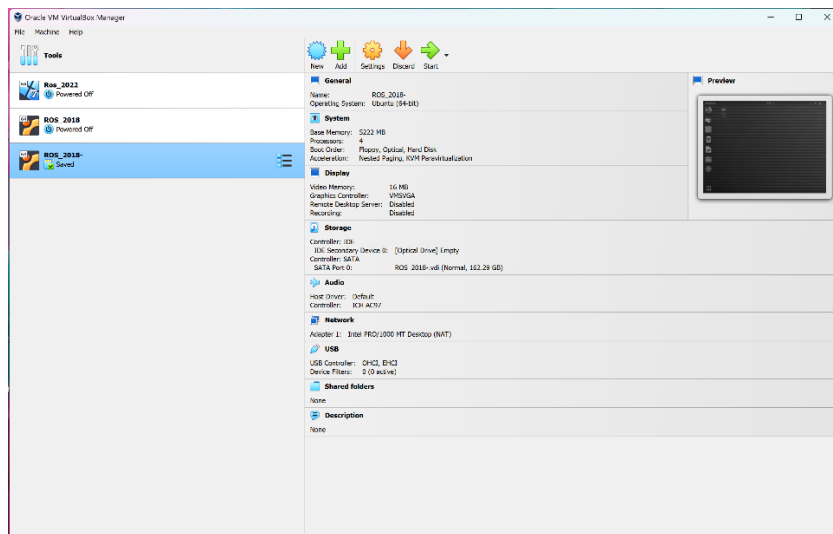 Oracle VM VirtualBox Manager
File Machine Help
Tools
New Add Settings Discard Start
Ros_2022
Powered Off
ROS 2018
Powered Off
ROS_2018-
Saved
General
Name: ROS_2018-
Operating System: Ubuntu (64-bit)
System
Base Memory: 5222 MB
Processors: 4
Boot Order: Floppy, Optical, Hard Disk
Acceleration: Nested Paging, KVM Paravirtualization
Display
Video Memory: 16 MB
Graphics Controller: VMSVGA
Remote Desktop Server: Disabled
Recording: Disabled
Storage
Controller: IDE
IDE Secondary Device 0: [Optical Drive] Empty
Controller: SATA
SATA Port 0: ROS_2018-.vdi (Normal, 162.29 GB)
Audio
Host Driver: Default
Controller: ICH AC97
Network
Adapter 1: Intel PRO/1000 MT Desktop (NAT)
USB
USB Controller: OHCI, EHCI
Device Filters: 0 (0 active)
Shared folders
None
Description
None
Preview